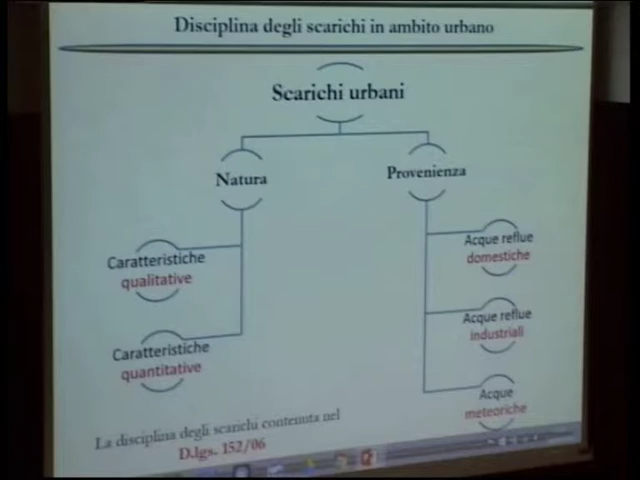 Disciplina degli scarichi in ambito urbano
Scarichi urbani
Natura
Caratteristiche
qualitative
Caratteristiche
quantitative
Provenienza
Acque reflue
domestiche
Acque reflue
industriali
Acque
meteoriche
La disciplina degli scarichi contenuta nel
D.lgs. 152/06